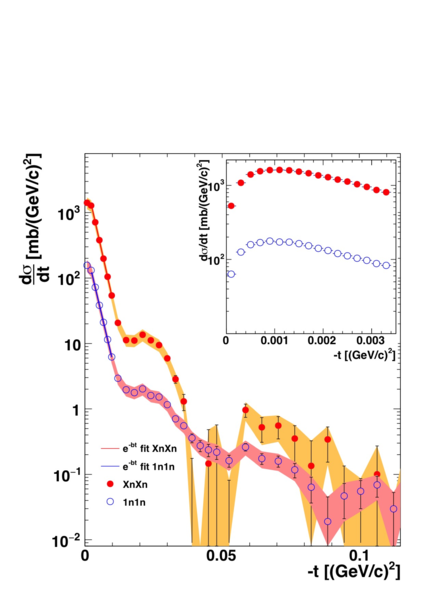 dσ/dt [mb/(GeV/c)²]
10³
10²
10
1
10⁻¹
10⁻²
0
0.05
0.1
-t [(GeV/c)²]
e⁻ᵇᵗ fit XnXn
e⁻ᵇᵗ fit 1n1n
XnXn
1n1n
dσ/dt [mb/(GeV/c)²]
10³
10²
0
0.001
0.002
0.003
-t [(GeV/c)²]